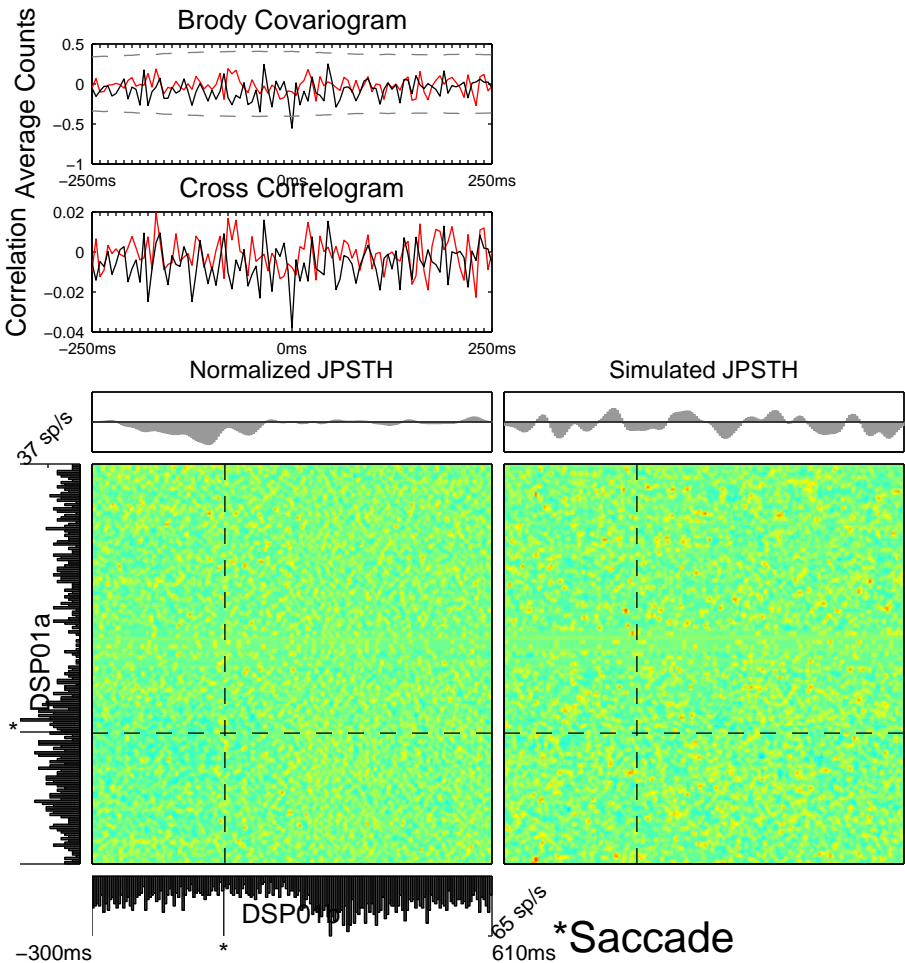 Brody Covariogram
Average Counts
0.5
0
−0.5
−1
−250ms
0ms
250ms
Cross Correlogram
Correlation
0.02
0
−0.02
−0.04
−250ms
0ms
250ms
Normalized JPSTH
Simulated JPSTH
37 sp/s
DSP01a
*
DSP01b
−65 sp/s
−300ms
*
610ms
*Saccade